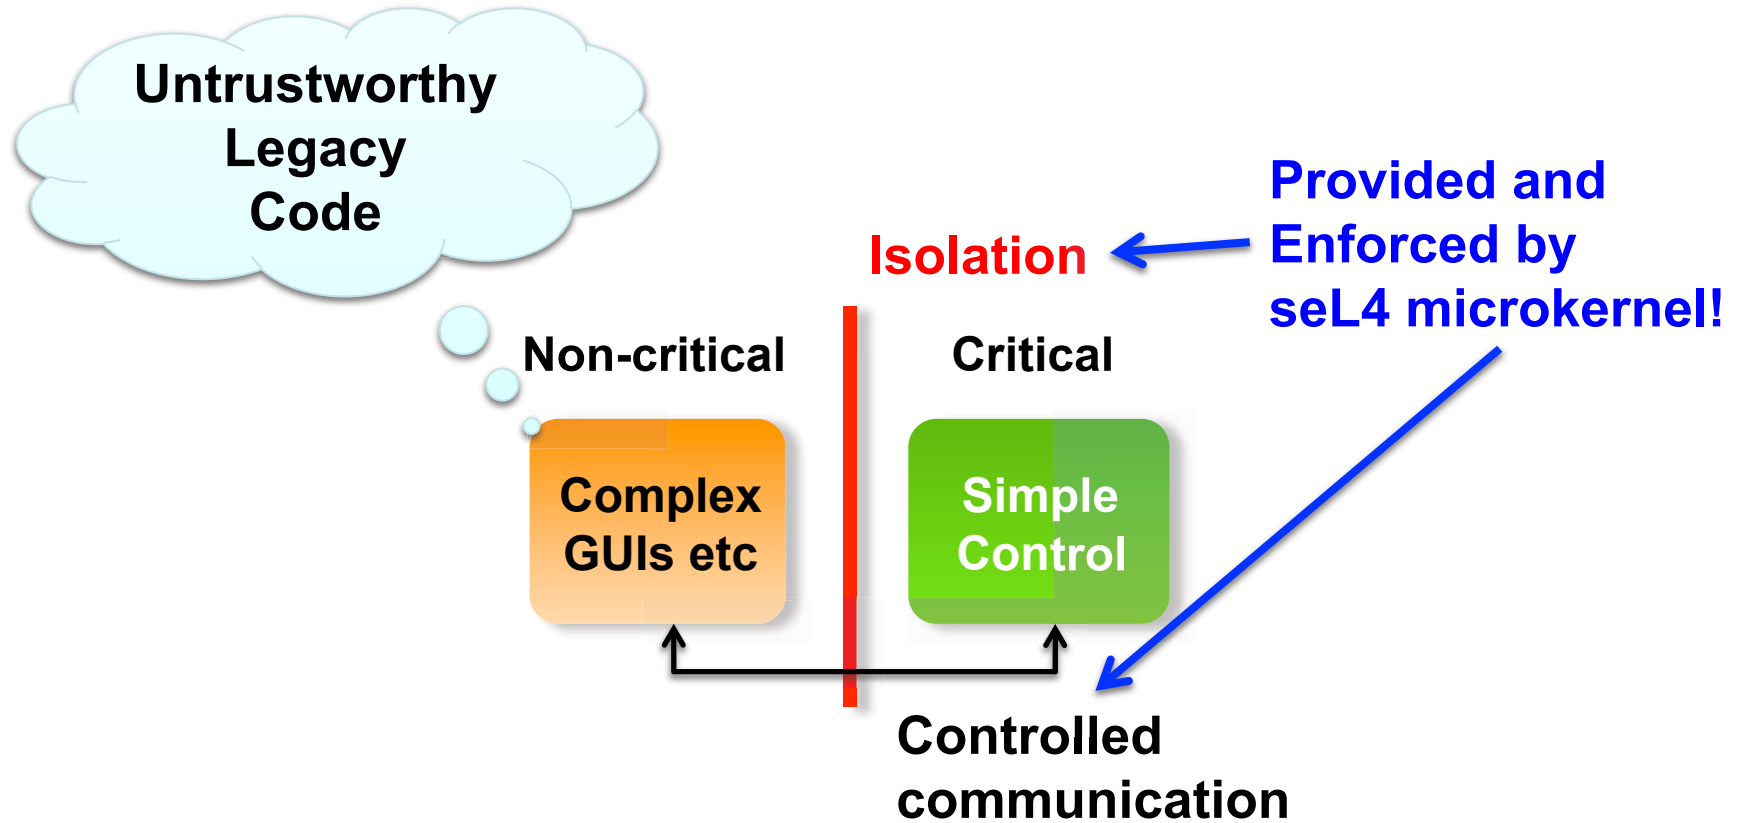 Untrustworthy
Legacy
Code
Provided and
Enforced by
seL4 microkernel!
Isolation
Non-critical
Critical
Complex
GUIs etc
Simple
Control
Controlled
communication